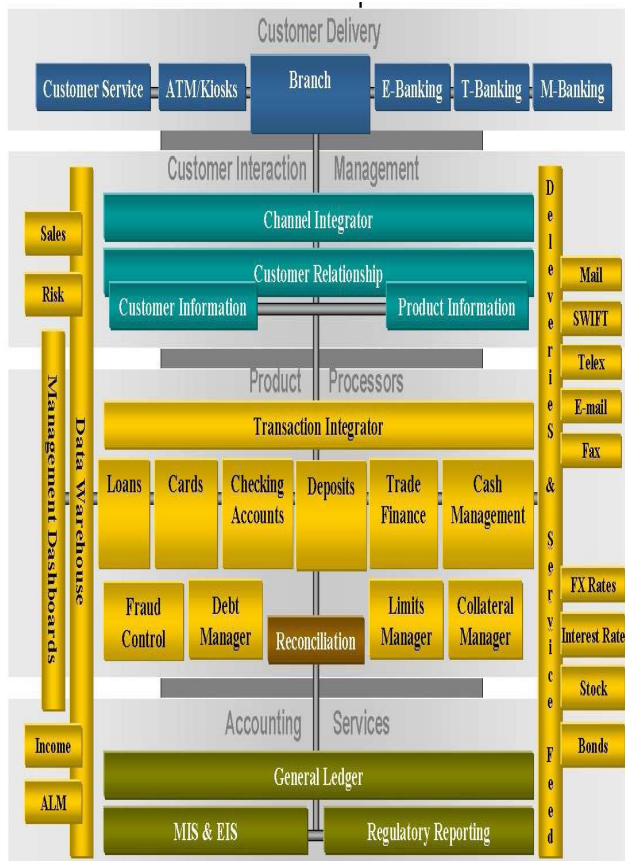 Customer Delivery
Customer Service
ATM/Kiosks
Branch
E-Banking
T-Banking
M-Banking
Customer Interaction Management
Channel Integrator
Customer Relationship
Customer Information
Product Information
Sales
Risk
Management Dashboards
Data Warehouse
Product Processors
Transaction Integrator
Loans
Cards
Checking
Accounts
Deposits
Trade
Finance
Cash
Management
Fraud
Control
Debt
Manager
Reconciliation
Limits
Manager
Collateral
Manager
Deleveries & Service Feed
Mail
SWIFT
Telex
E-mail
Fax
FX Rates
Interest Rate
Stock
Bonds
Income
ALM
Accounting Services
General Ledger
MIS & EIS
Regulatory Reporting